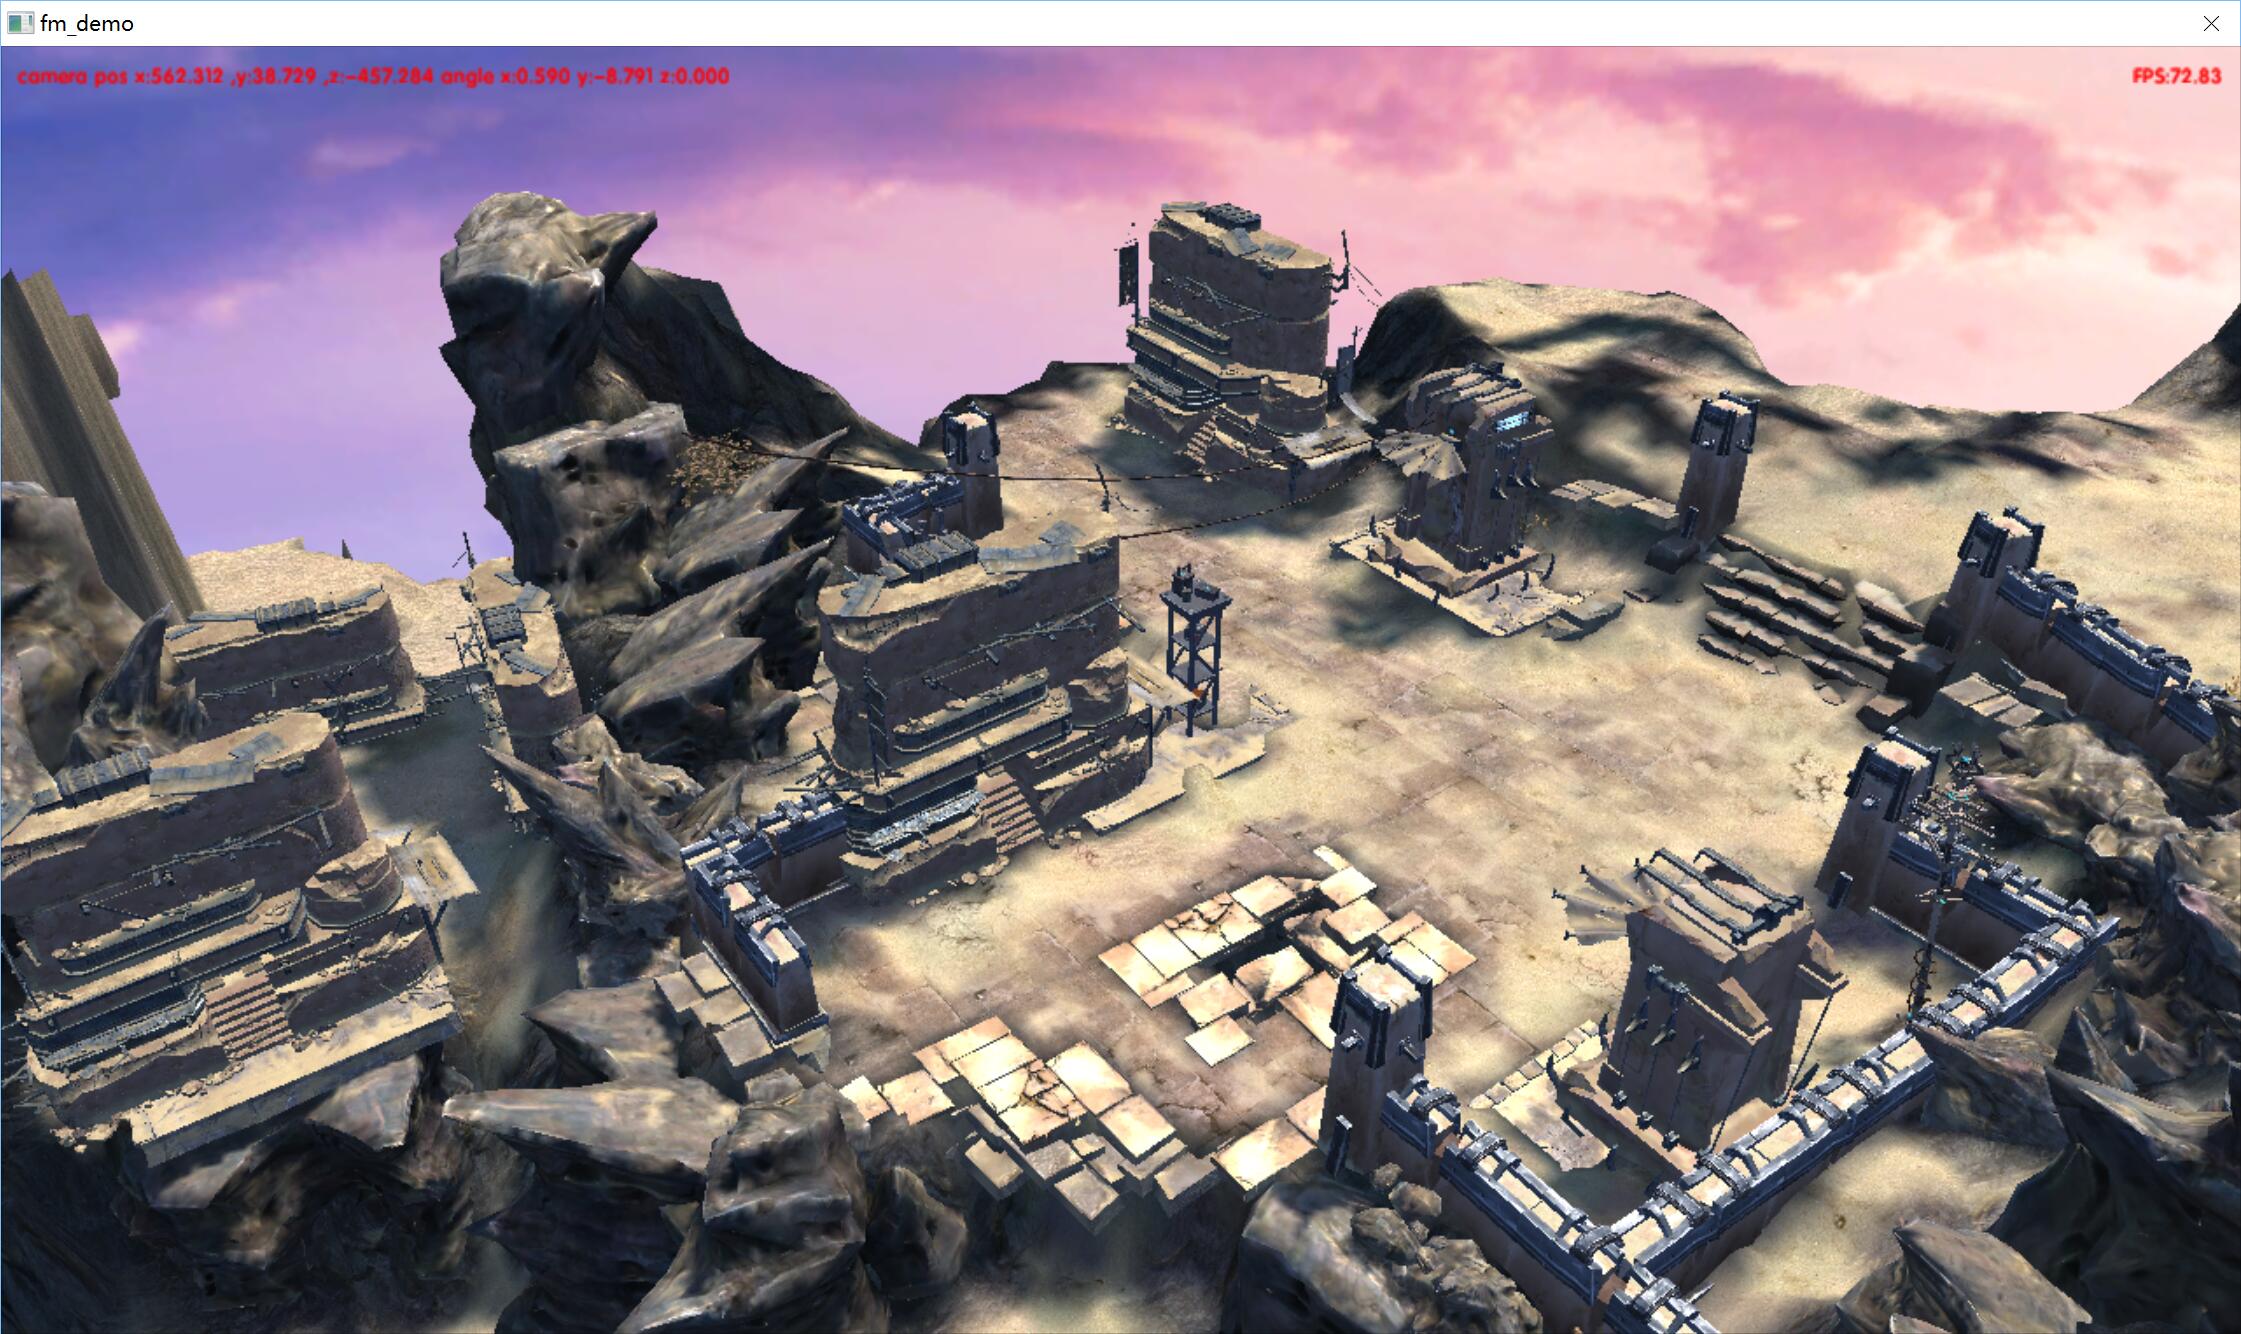 fm_demo
camera pos x:562.312 ,y:38.729 ,z:-457.284 angle x:0.590 y:-8.791 z:0.000
FPS:72.83